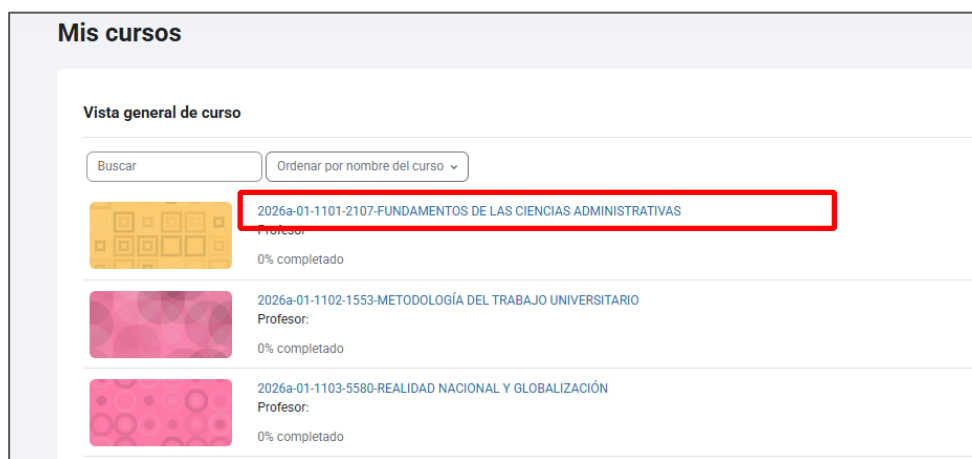 Mis cursos
Vista general de curso
Buscar
Ordenar por nombre del curso
2026a-01-1101-2107-FUNDAMENTOS DE LAS CIENCIAS ADMINISTRATIVAS
Profesor
0% completado
2026a-01-1102-1553-METODOLOGÍA DEL TRABAJO UNIVERSITARIO
Profesor:
0% completado
2026a-01-1103-5580-REALIDAD NACIONAL Y GLOBALIZACIÓN
Profesor:
0% completado